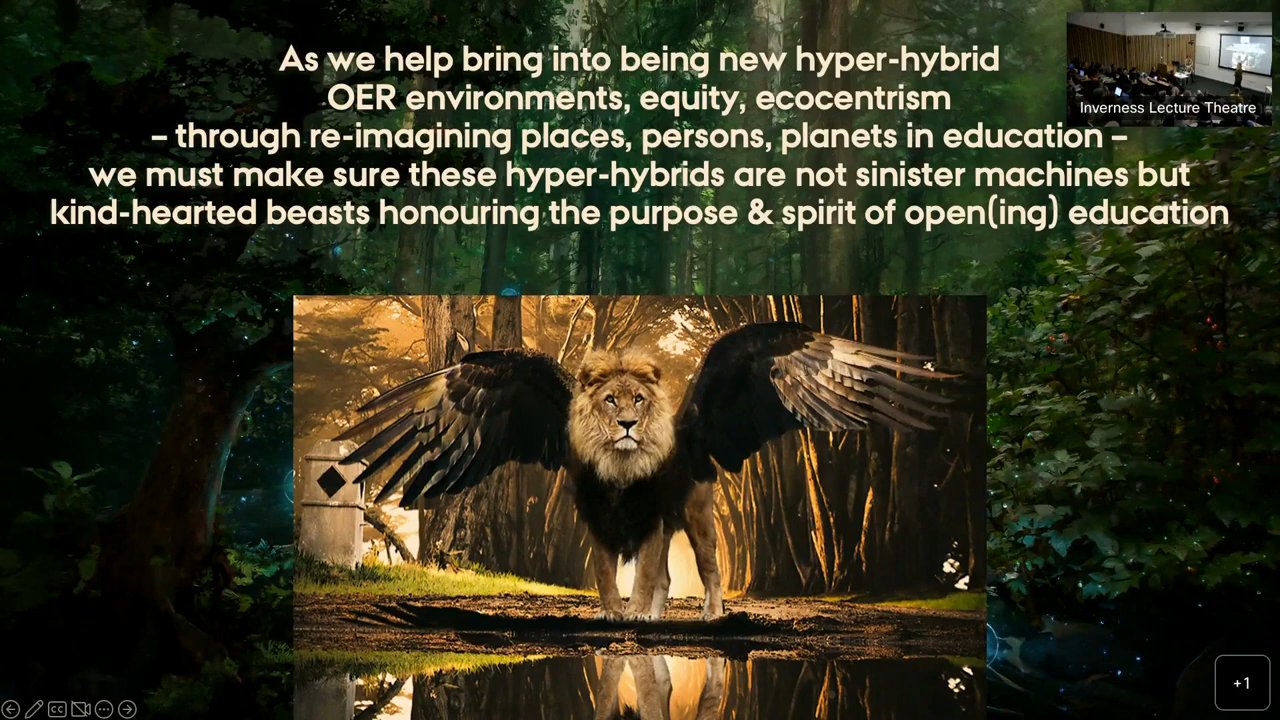 As we help bring into being new hyper-hybrid
OER environments, equity, ecocentrism
– through re-imagining places, persons, planets in education –
we must make sure these hyper-hybrids are not sinister machines but
kind-hearted beasts honouring the purpose & spirit of open(ing) education
Inverness Lecture Theatre
CC
+1